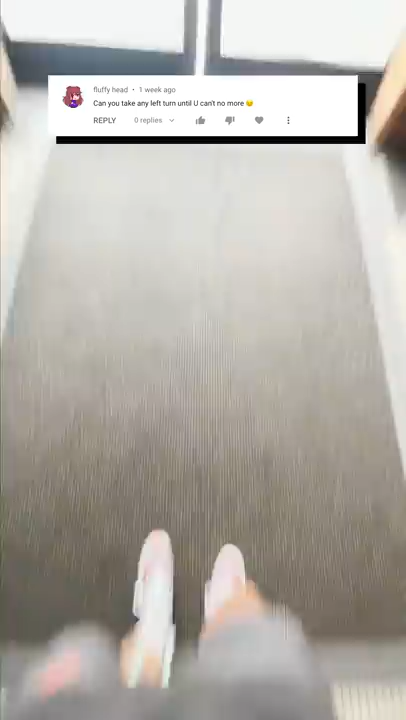 fluffy head • 1 week ago
Can you take any left turn until U can't no more 😉
REPLY 0 replies